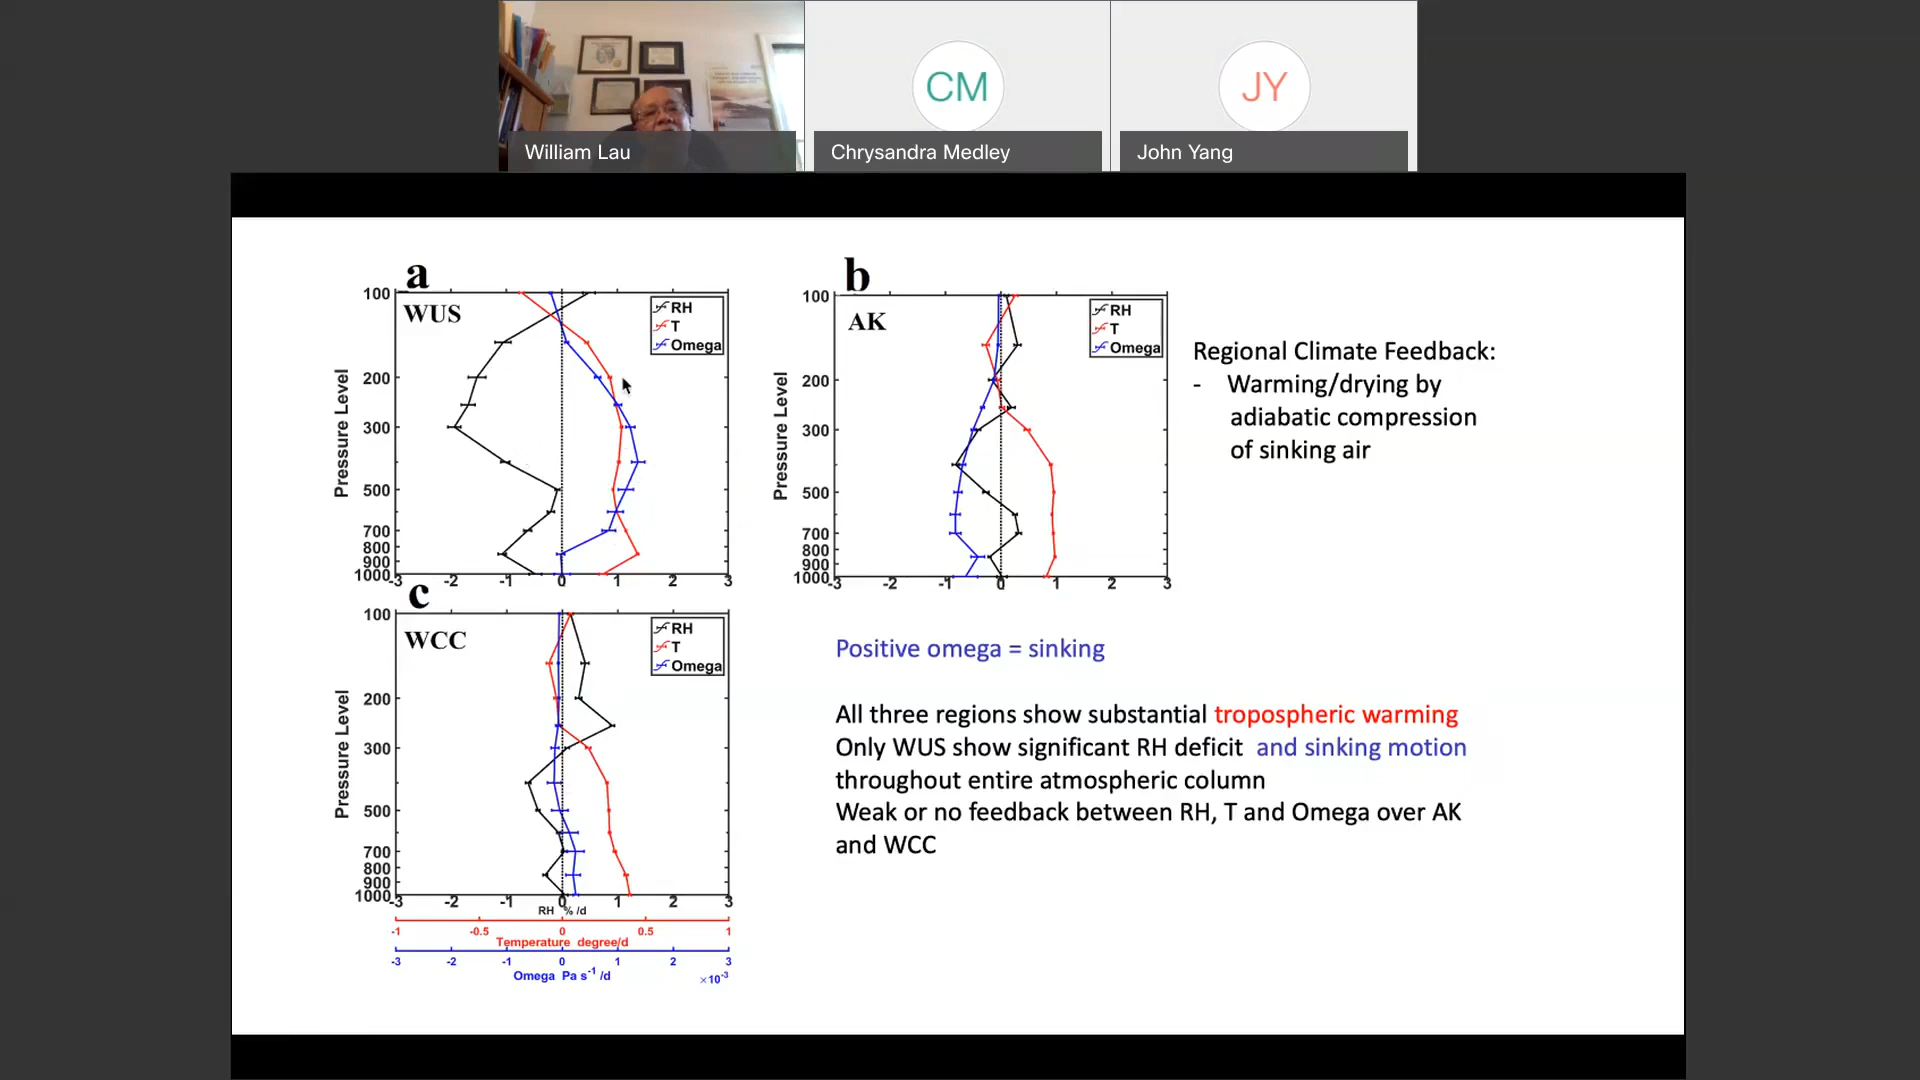 CM
JY
William Lau
Chrysandra Medley
John Yang
a
WUS
RH
T
Omega
100
200
300
500
700
800
900
1000
Pressure Level
-3 -2 -1 0 1 2 3
b
AK
RH
T
Omega
100
200
300
500
700
800
900
1000
Pressure Level
-3 -2 -1 0 1 2 3
Regional Climate Feedback:
- Warming/drying by
adiabatic compression
of sinking air
c
WCC
RH
T
Omega
100
200
300
500
700
800
900
1000
Pressure Level
-3 -2 -1 0 1 2 3
RH % /d
-1 -0.5 0 0.5 1
Temperature degree/d
-3 -2 -1 0 1 2 3
Omega Pa s-1 /d
×10-3
Positive omega = sinking
All three regions show substantial tropospheric warming
Only WUS show significant RH deficit and sinking motion
throughout entire atmospheric column
Weak or no feedback between RH, T and Omega over AK
and WCC